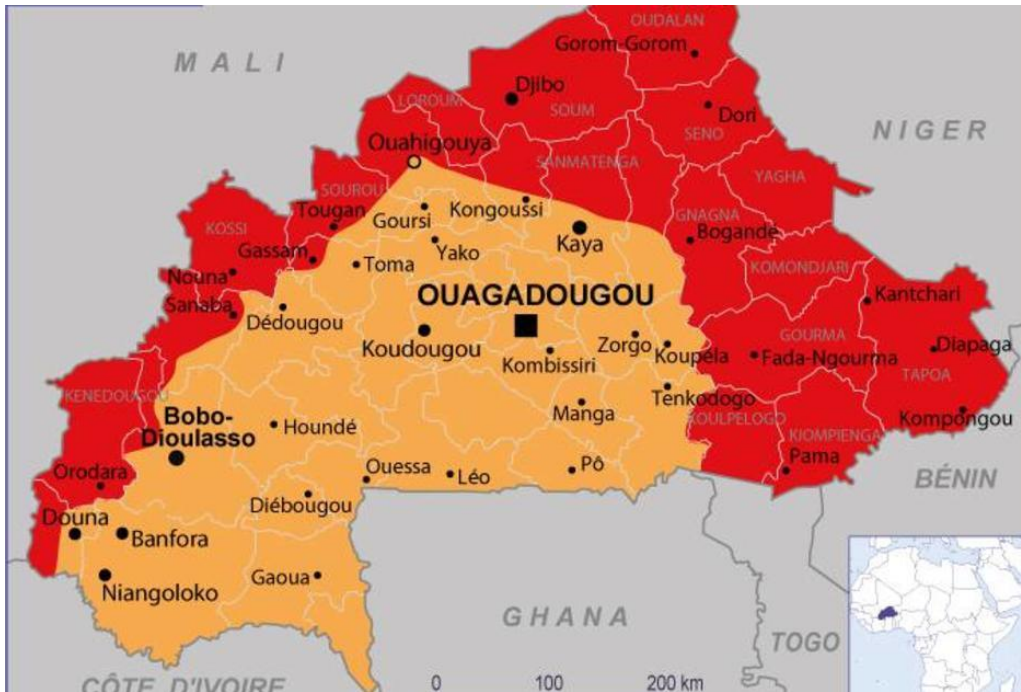 MALI
OUDALAN
Gorom-Gorom
Djibo
LOROUM
SOUM
Dori
SENO
NIGER
Ouahigouya
SANMATENGA
YAGHA
SOUROU
Tougan
Goursi
Kongoussi
GNAGNA
KOSSI
Gassam
Yako
Kaya
Bogandé
Toma
KOMONDJARI
Nouna
Sanaba
OUAGADOUGOU
Kantchari
Dédougou
Koudougou
Kombissiri
Zorgo
Koupéla
GOURMA
Fada-Ngourma
Diapaga
TAPOA
KENEDOUGOU
Bobo-
Dioulasso
Houndé
Manga
Tenkodogo
KOULPELOGO
KIOMPIENGA
Kompongou
Orodara
Ouessa
Léo
Pô
Pama
BÉNIN
Diébougou
Douna
Banfora
Niangoloko
Gaoua
GHANA
TOGO
CÔTE D'IVOIRE
0 100 200 km